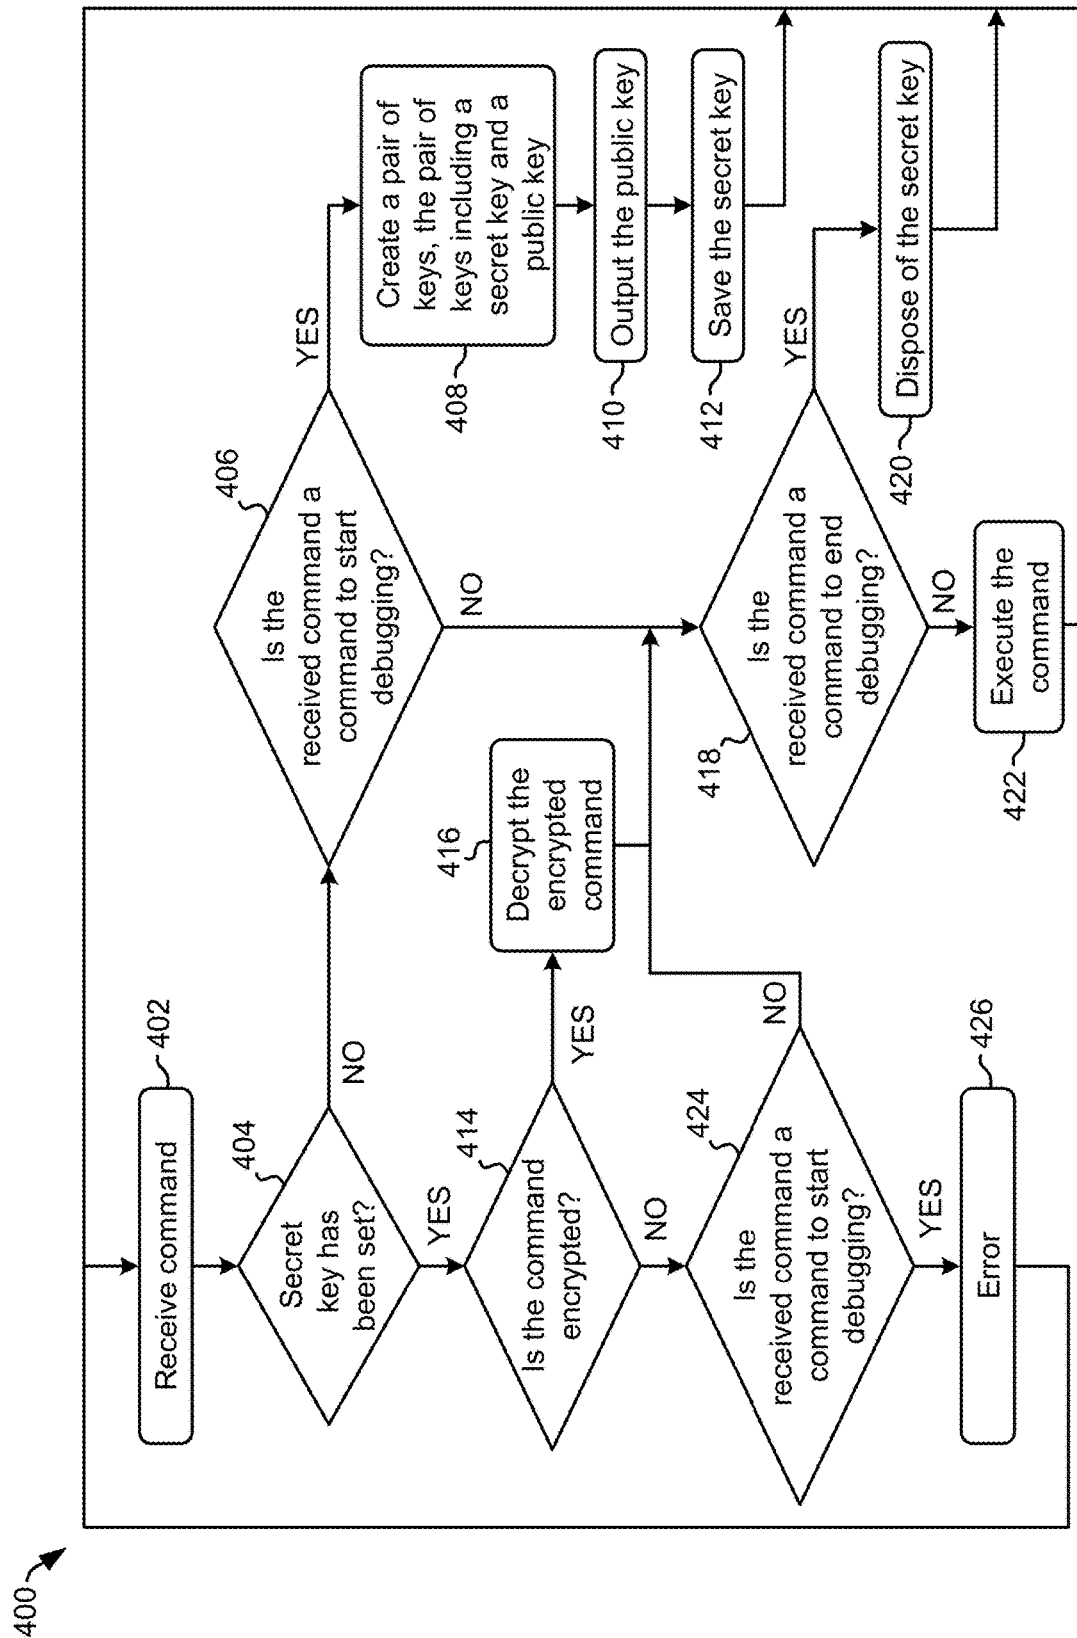 400
Receive command
402
Secret
key has
been set?
404
NO
YES
Is the
received command a
command to start
debugging?
406
YES
NO
Create a pair of
keys, the pair of
keys including a
secret key and a
public key
408
Output the public key
410
Save the secret key
412
Is the command
encrypted?
414
YES
NO
Decrypt the
encrypted
command
416
Is the
received command a
command to end
debugging?
418
YES
NO
Dispose of the secret key
420
Execute the
command
422
Is the
received command a
command to start
debugging?
424
NO
YES
Error
426